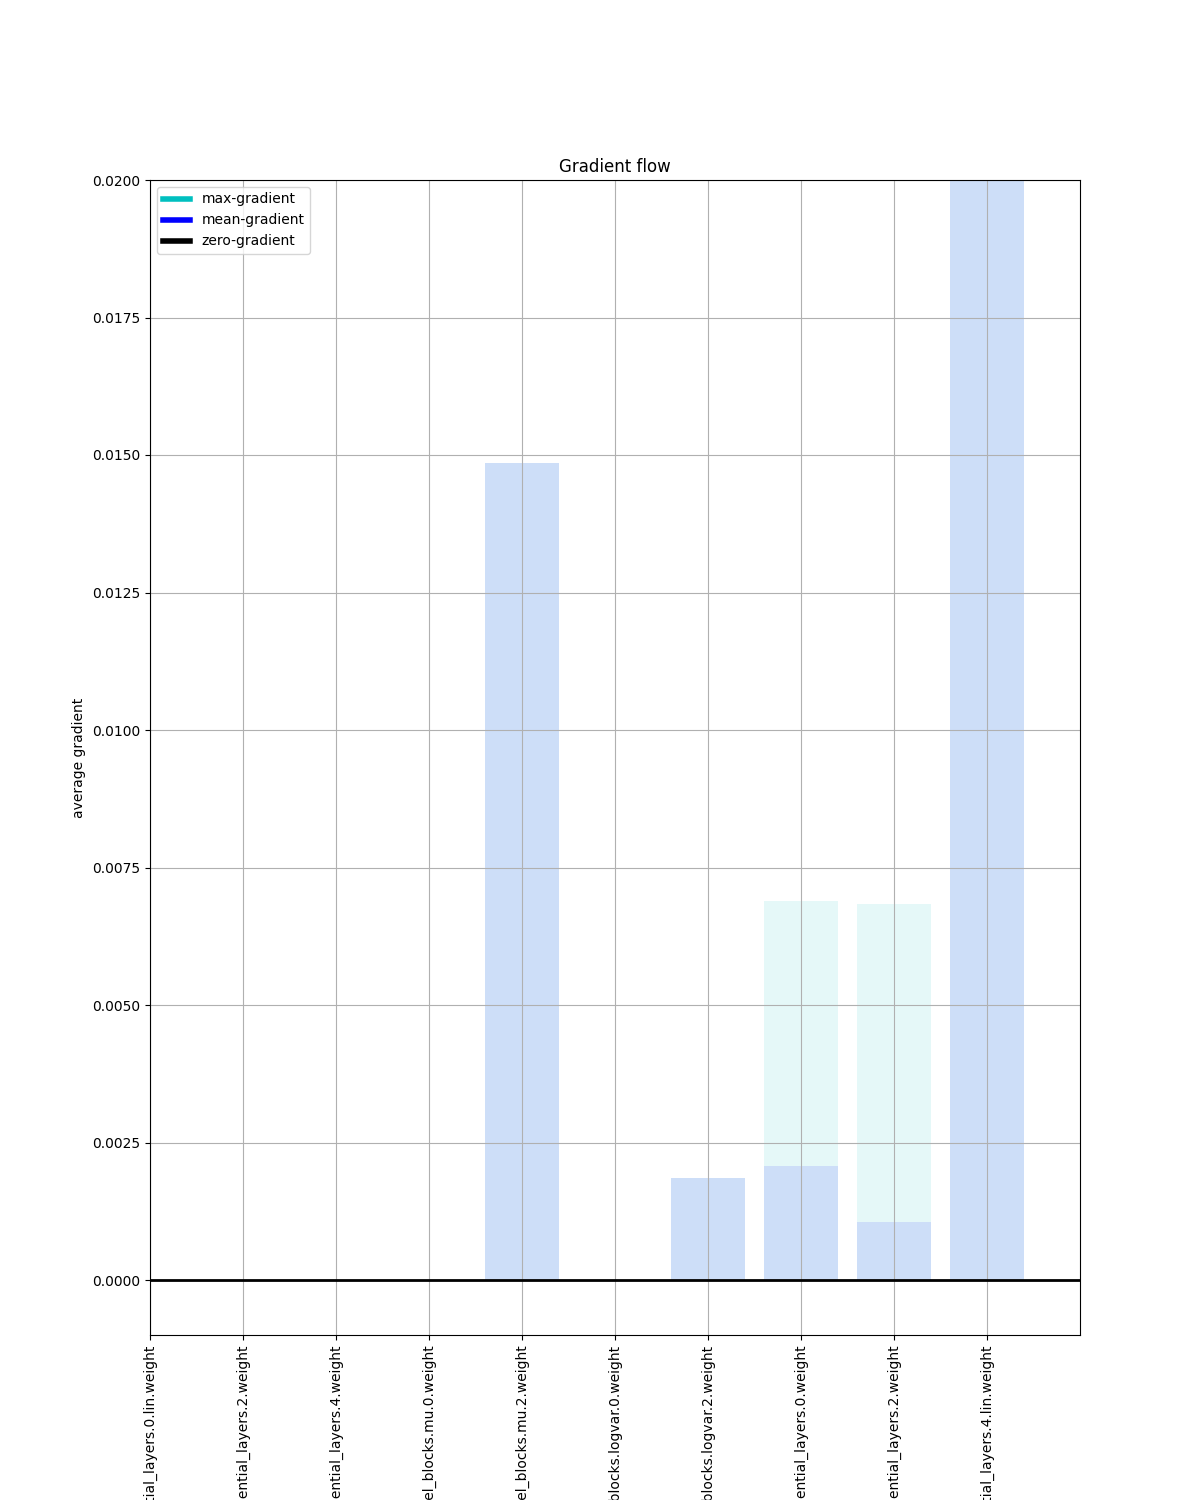 Gradient flow
max-gradient
mean-gradient
zero-gradient
0.0200
0.0175
0.0150
0.0125
0.0100
0.0075
0.0050
0.0025
0.0000
average gradient
tial_layers.0.lin.weight
ential_layers.2.weight
ential_layers.4.weight
el_blocks.mu.0.weight
el_blocks.mu.2.weight
blocks.logvar.0.weight
blocks.logvar.2.weight
ential_layers.0.weight
ential_layers.2.weight
tial_layers.4.lin.weight